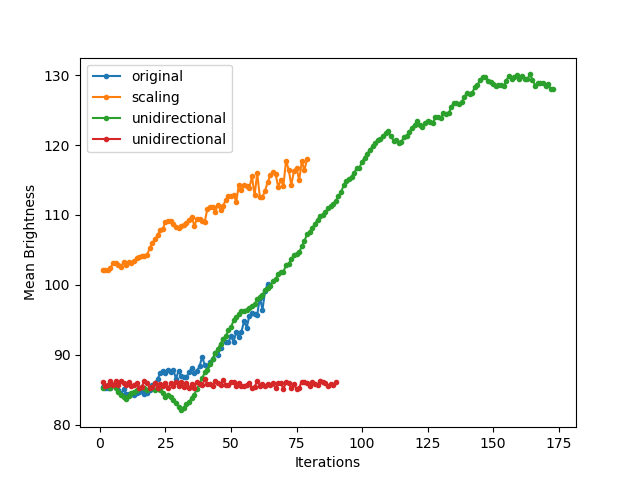 original
scaling
unidirectional
unidirectional
Mean Brightness
130
120
110
100
90
80
0 25 50 75 100 125 150 175
Iterations